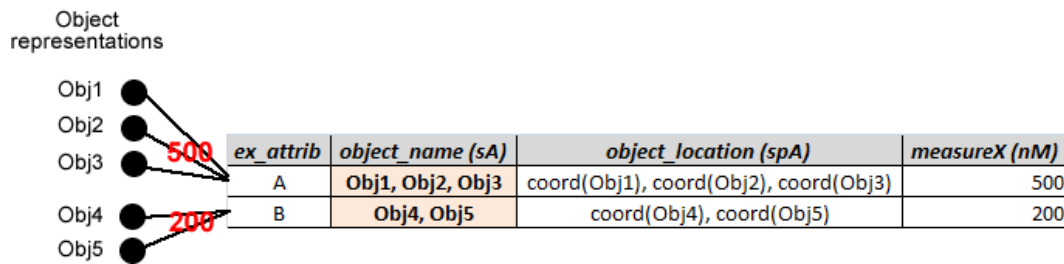 Object
representations
Obj1
Obj2
Obj3
500
Obj4
200
Obj5
ex_attrib object_name (sA) object_location (spA) measureX (nM)
A Obj1, Obj2, Obj3 coord(Obj1), coord(Obj2), coord(Obj3) 500
B Obj4, Obj5 coord(Obj4), coord(Obj5) 200